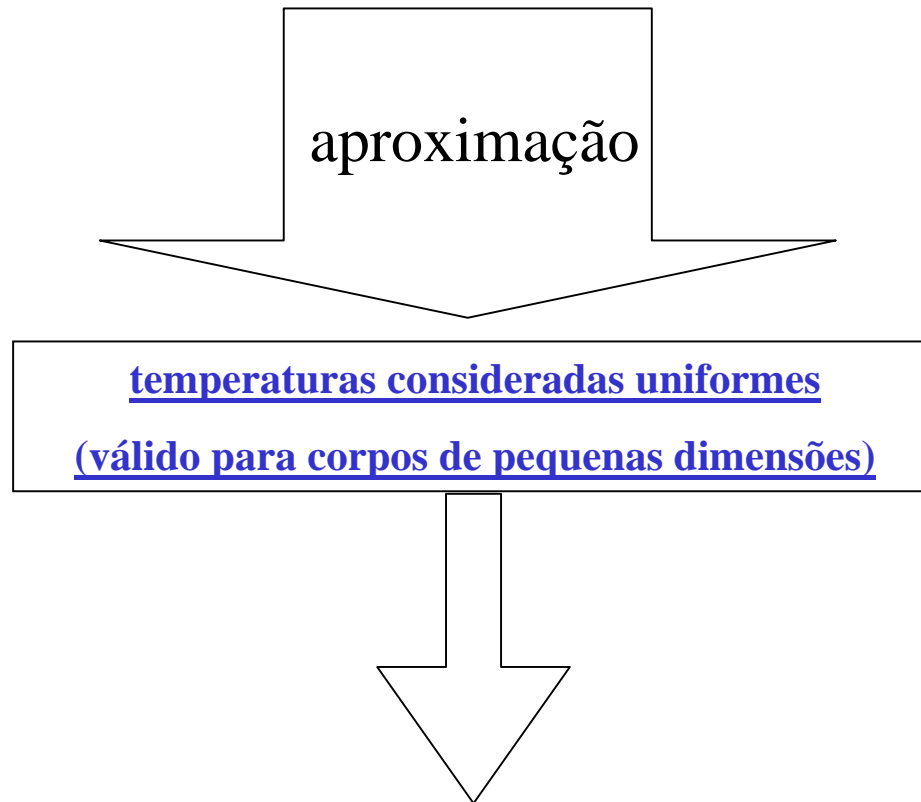 aproximação
temperaturas consideradas uniformes
(válido para corpos de pequenas dimensões)